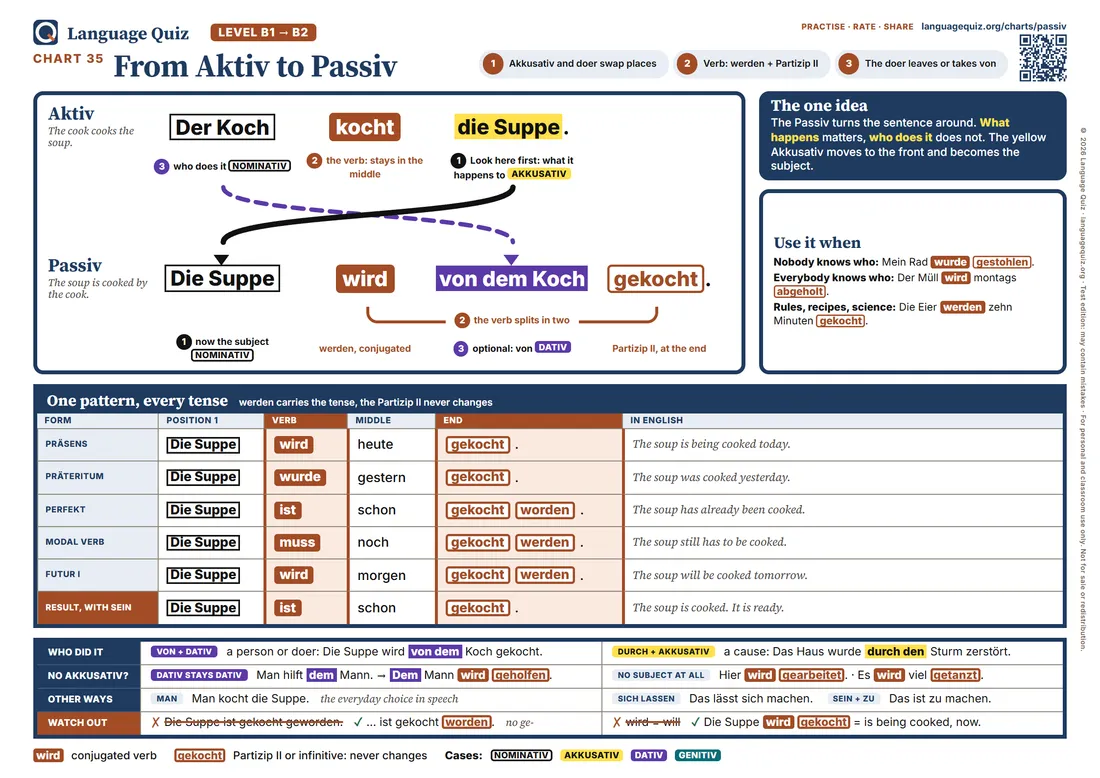 Language Quiz
LEVEL B1 → B2
PRACTISE · RATE · SHARE languagequiz.org/charts/passiv
CHART 35
From Aktiv to Passiv
1 Akkusativ and doer swap places
2 Verb: werden + Partizip II
3 The doer leaves or takes von
Aktiv
The cook cooks the
soup.
Der Koch kocht die Suppe.
3 who does it NOMINATIV
2 the verb: stays in the
middle
1 Look here first: what it
happens to AKKUSATIV
Passiv
The soup is cooked by
the cook.
Die Suppe wird von dem Koch gekocht.
2 the verb splits in two
1 now the subject
NOMINATIV
werden, conjugated
3 optional: von DATIV
Partizip II, at the end
The one idea
The Passiv turns the sentence around. What
happens matters, who does it does not. The yellow
Akkusativ moves to the front and becomes the
subject.
Use it when
Nobody knows who: Mein Rad wurde gestohlen.
Everybody knows who: Der Müll wird montags
abgeholt.
Rules, recipes, science: Die Eier werden zehn
Minuten gekocht.
One pattern, every tense werden carries the tense, the Partizip II never changes
FORM POSITION 1 VERB MIDDLE END IN ENGLISH
PRÄSENS Die Suppe wird heute gekocht . The soup is being cooked today.
PRÄTERITUM Die Suppe wurde gestern gekocht . The soup was cooked yesterday.
PERFEKT Die Suppe ist schon gekocht worden . The soup has already been cooked.
MODAL VERB Die Suppe muss noch gekocht werden . The soup still has to be cooked.
FUTUR I Die Suppe wird morgen gekocht werden . The soup will be cooked tomorrow.
RESULT, WITH SEIN Die Suppe ist schon gekocht . The soup is cooked. It is ready.
WHO DID IT VON + DATIV a person or doer: Die Suppe wird von dem Koch gekocht. DURCH + AKKUSATIV a cause: Das Haus wurde durch den Sturm zerstört.
NO AKKUSATIV? DATIV STAYS DATIV Man hilft dem Mann. → Dem Mann wird geholfen. NO SUBJECT AT ALL Hier wird gearbeitet. · Es wird viel getanzt.
OTHER WAYS MAN Man kocht die Suppe. the everyday choice in speech SICH LASSEN Das lässt sich machen. SEIN + ZU Das ist zu machen.
WATCH OUT ✗ Die Suppe ist gekocht geworden. ✓ ... ist gekocht worden. no ge- ✗ wird = will ✓ Die Suppe wird gekocht = is being cooked, now.
wird conjugated verb gekocht Partizip II or infinitive: never changes Cases: NOMINATIV AKKUSATIV DATIV GENITIV
© 2026 Language Quiz · languagequiz.org · Test edition: may contain mistakes · For personal and classroom use only. Not for sale or redistribution.